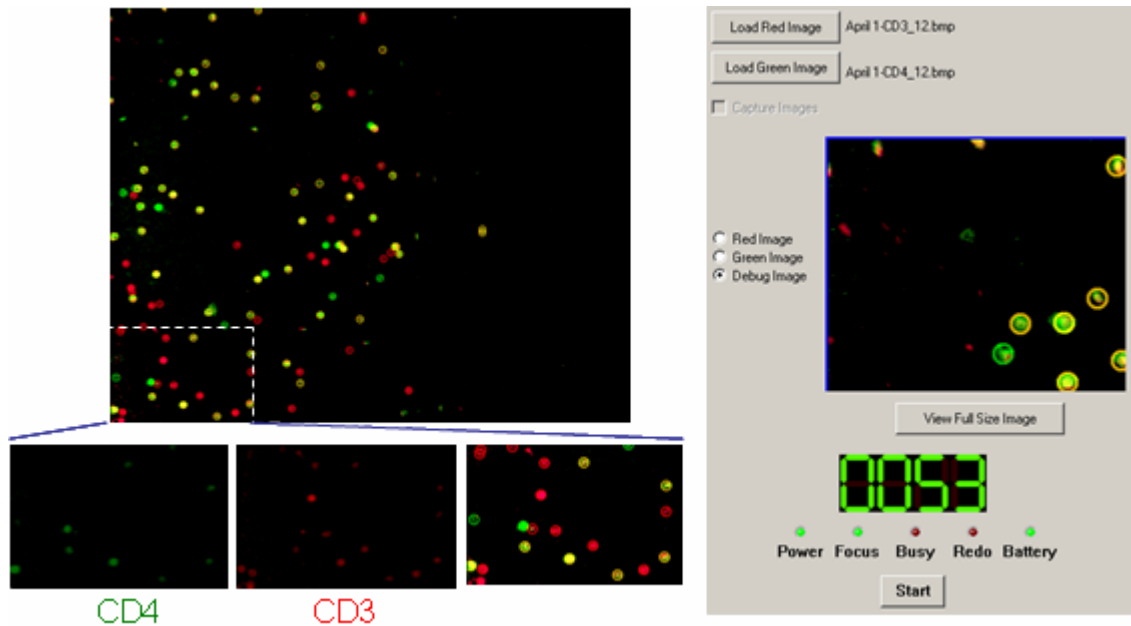 Load Red Image
April 1-CD3_12.bmp
Load Green Image
April 1-CD4_12.bmp
Capture Images
Red Image
Green Image
Debug Image
View Full Size Image
0053
Power Focus Busy Redo Battery
Start
CD4
CD3